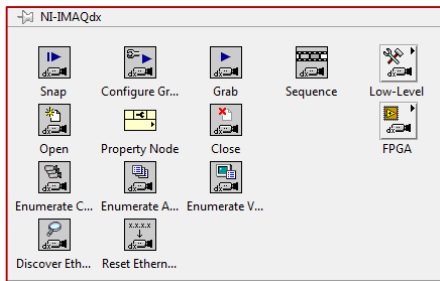 NI-IMAQdx
Snap
Configure Gr...
Grab
Sequence
Low-Level
Open
Property Node
Close
FPGA
Enumerate C...
Enumerate A...
Enumerate V...
x.x.x.x
Discover Eth...
Reset Ethern...